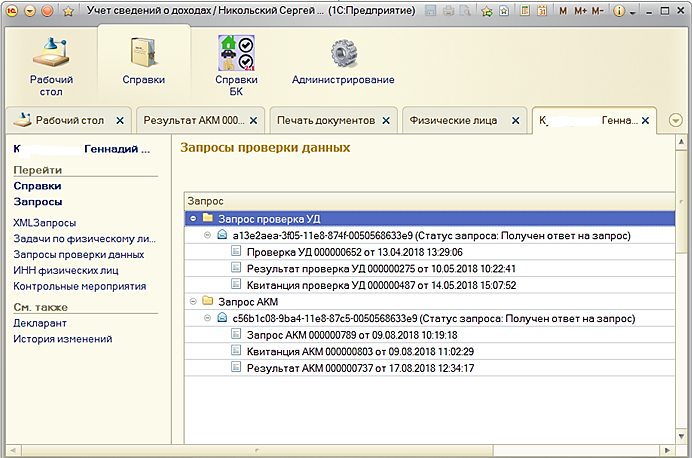 Учет сведений о доходах / Никольский Сергей ... (1С:Предприятие)
M M+ M-
Рабочий стол
Справки
Справки БК
Администрирование
Рабочий стол
Результат АКМ 000...
Печать документов
Физические лица
К Генна...
К Геннадий ...
Перейти
Справки
Запросы
XMLЗапросы
Задачи по физическому ли...
Запросы проверки данных
ИНН физических лиц
Контрольные мероприятия
См. также
Декларант
История изменений
Запросы проверки данных
Запрос
Запрос проверка УД
a13e2aea-3f05-11e8-874f-0050568633e9 (Статус запроса: Получен ответ на запрос)
Проверка УД 000000652 от 13.04.2018 13:29:06
Результат проверка УД 000000275 от 10.05.2018 10:22:41
Квитанция проверка УД 000000487 от 14.05.2018 15:07:52
Запрос АКМ
c56b1c08-9ba4-11e8-87c5-0050568633e9 (Статус запроса: Получен ответ на запрос)
Запрос АКМ 000000789 от 09.08.2018 10:19:18
Квитанция АКМ 000000803 от 09.08.2018 11:02:29
Результат АКМ 000000737 от 17.08.2018 12:34:17